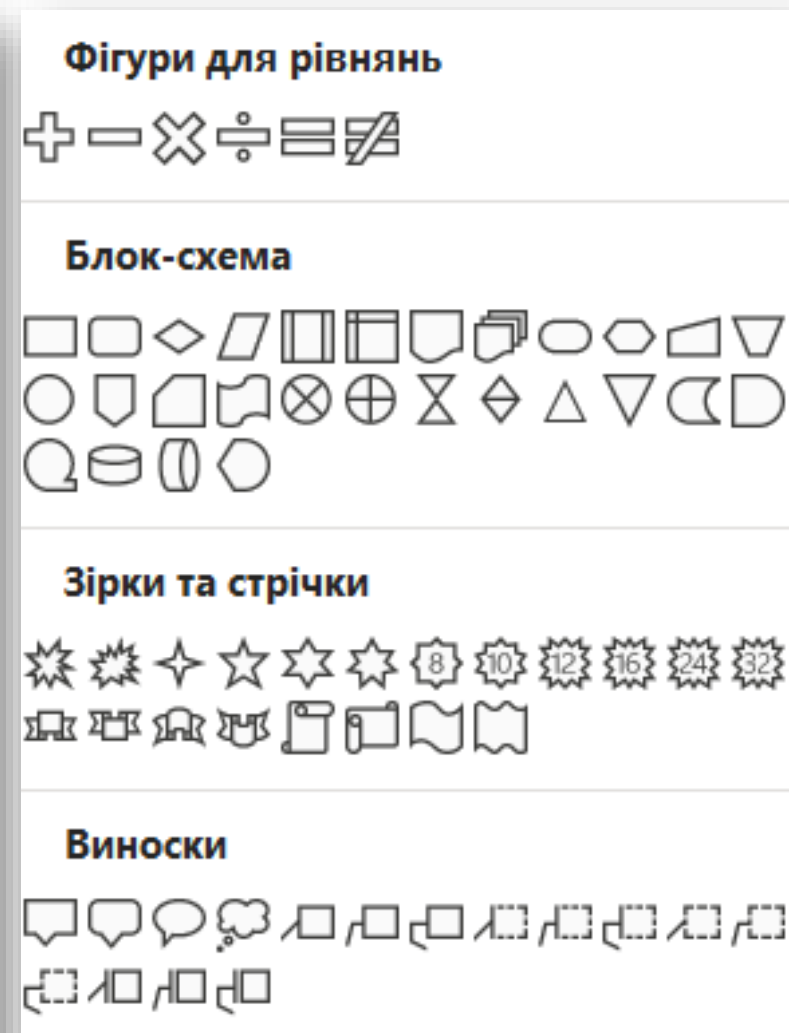 Фігури для рівнянь
Блок-схема
Зірки та стрічки
8 10 12 16 24 32
Виноски